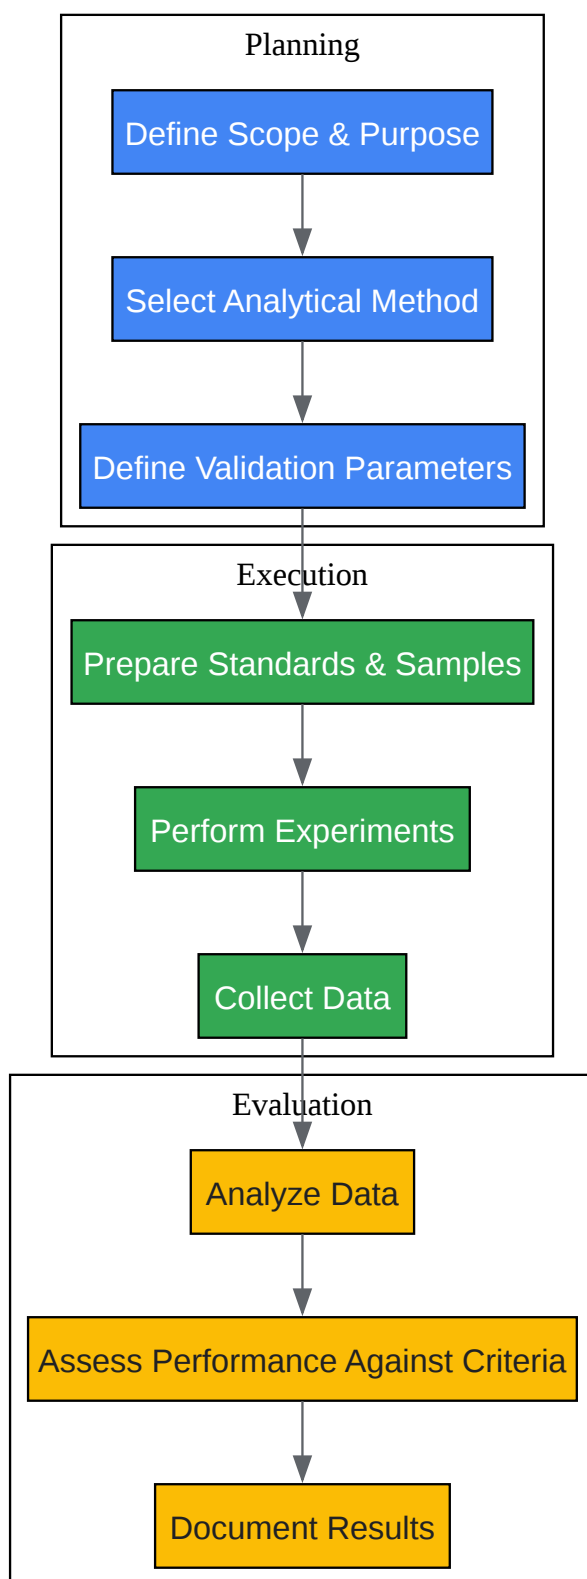 Planning
Define Scope & Purpose
Select Analytical Method
Define Validation Parameters
Execution
Prepare Standards & Samples
Perform Experiments
Collect Data
Evaluation
Analyze Data
Assess Performance Against Criteria
Document Results